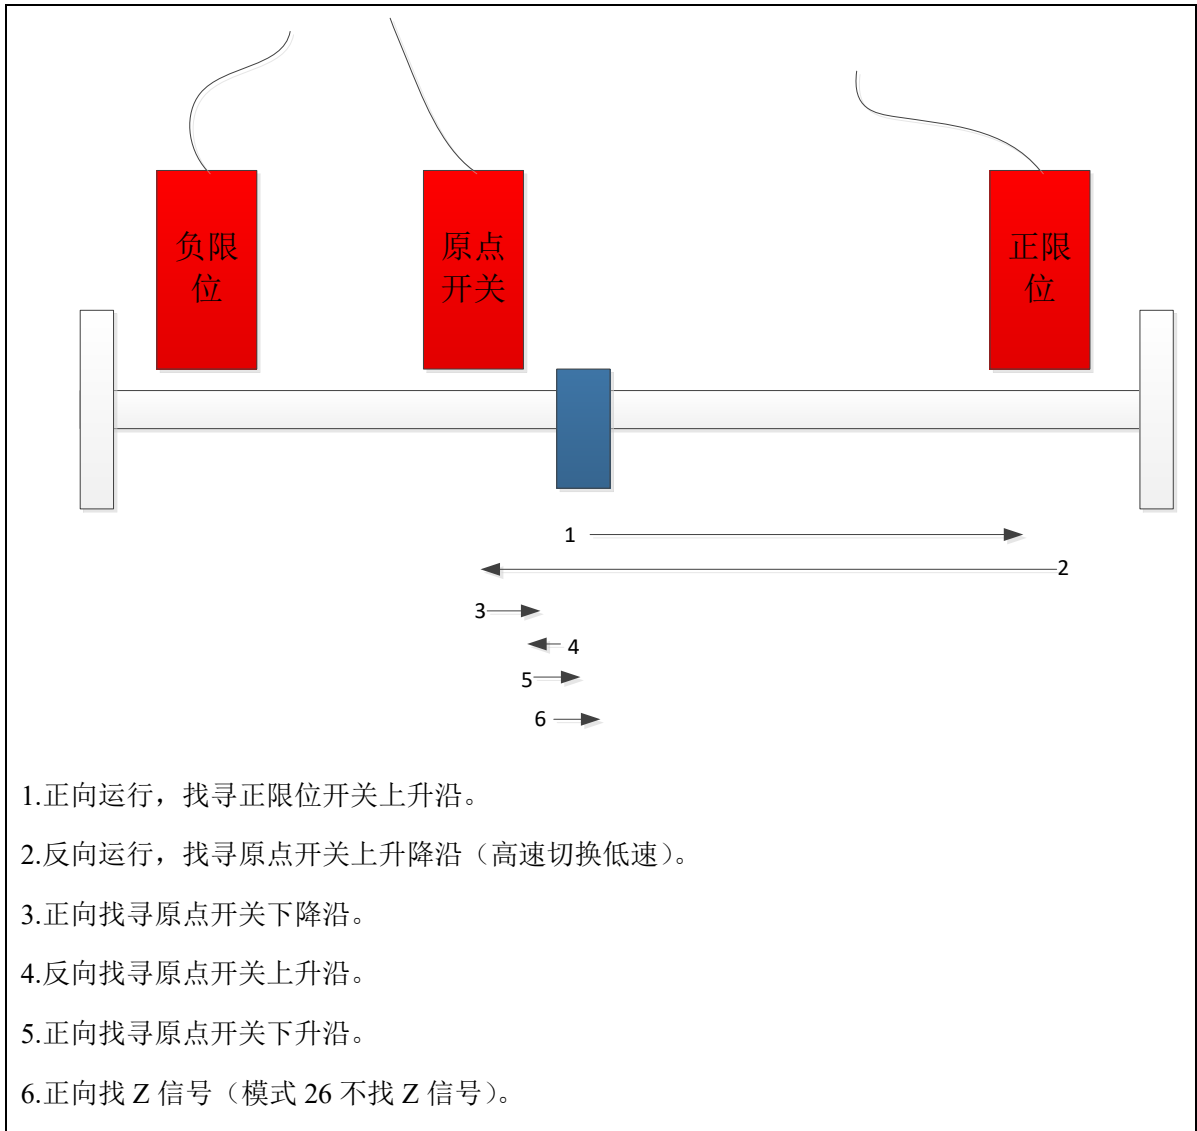 负限
位
原点
开关
正限
位
1
2
3
4
5
6
1.正向运行，找寻正限位开关上升沿。
2.反向运行，找寻原点开关上升降沿（高速切换低速）。
3.正向找寻原点开关下降沿。
4.反向找寻原点开关上升沿。
5.正向找寻原点开关下升沿。
6.正向找 Z 信号（模式 26 不找 Z 信号）。